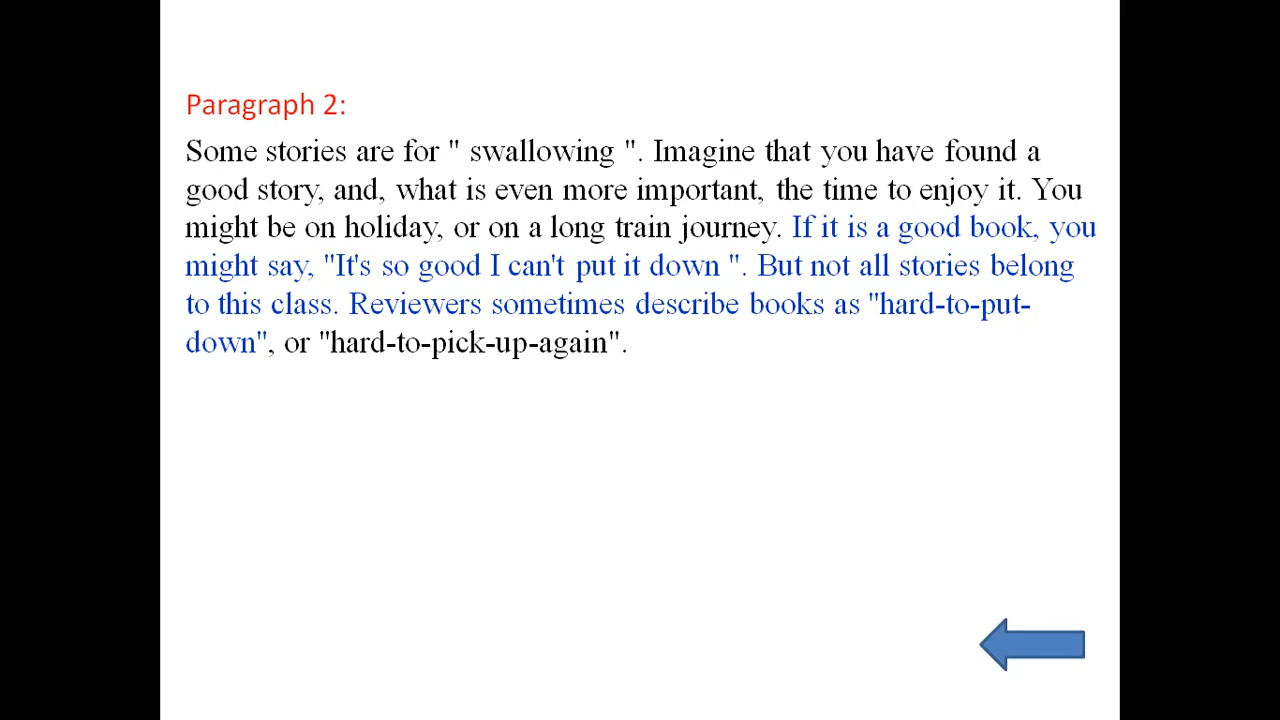 Paragraph 2:
Some stories are for " swallowing ". Imagine that you have found a
good story, and, what is even more important, the time to enjoy it. You
might be on holiday, or on a long train journey. If it is a good book, you
might say, "It's so good I can't put it down ". But not all stories belong
to this class. Reviewers sometimes describe books as "hard-to-put-
down", or "hard-to-pick-up-again".